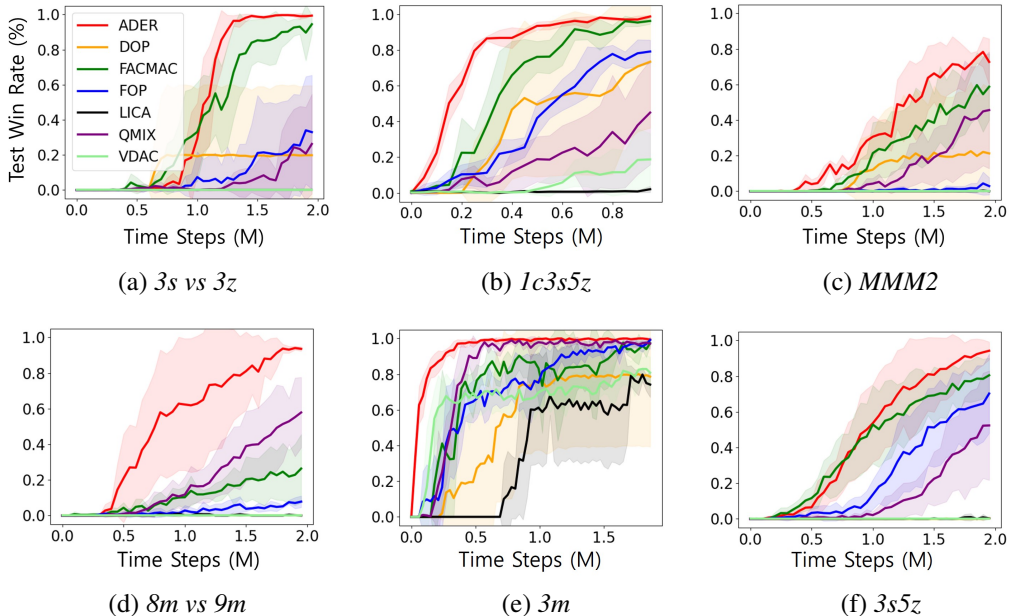 Test Win Rate (%)
1.0
0.8
0.6
0.4
0.2
0.0
ADER
DOP
FACMAC
FOP
LICA
QMIX
VDAC
0.0 0.5 1.0 1.5 2.0
Time Steps (M)
(a) 3s vs 3z
1.0
0.8
0.6
0.4
0.2
0.0
0.0 0.2 0.4 0.6 0.8
Time Steps (M)
(b) 1c3s5z
1.0
0.8
0.6
0.4
0.2
0.0
0.0 0.5 1.0 1.5 2.0
Time Steps (M)
(c) MMM2
1.0
0.8
0.6
0.4
0.2
0.0
0.0 0.5 1.0 1.5 2.0
Time Steps (M)
(d) 8m vs 9m
1.0
0.8
0.6
0.4
0.2
0.0
0.0 0.5 1.0 1.5
Time Steps (M)
(e) 3m
1.0
0.8
0.6
0.4
0.2
0.0
0.0 0.5 1.0 1.5 2.0
Time Steps (M)
(f) 3s5z